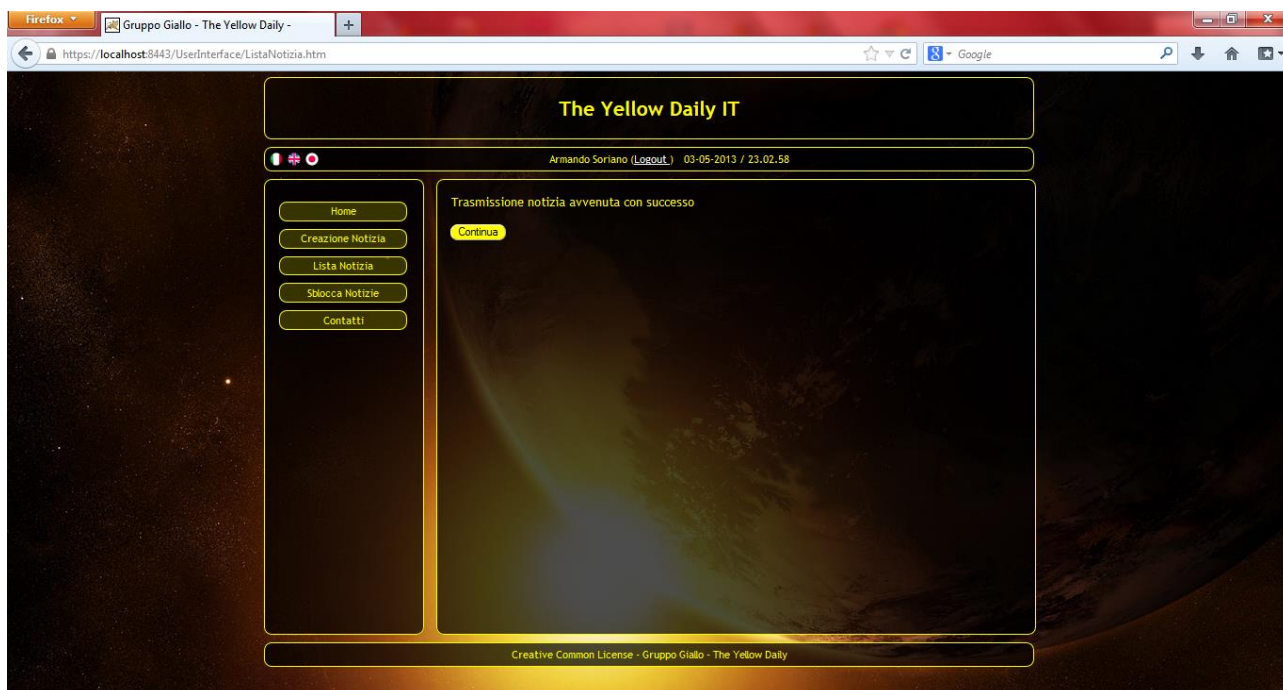 Firefox
Gruppo Giallo - The Yellow Daily -
https://localhost:8443/UserInterface/ListaNotizia.htm
Google
The Yellow Daily IT
Armando Soriano (Logout ) 03-05-2013 / 23.02.58
Home
Creazione Notizia
Lista Notizia
Sblocca Notizie
Contatti
Trasmissione notizia avvenuta con successo
Continua
Creative Common License - Gruppo Giallo - The Yellow Daily